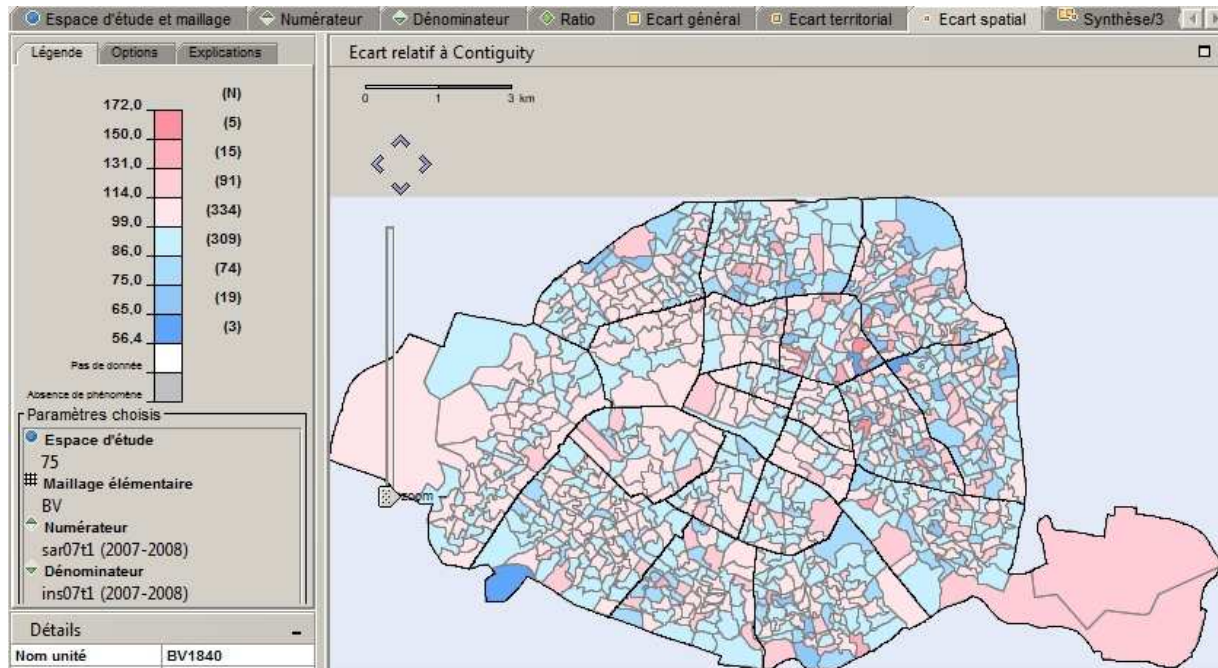 Espace d'étude et maillage Numérateur Dénominateur Ratio Ecart général Ecart territorial Ecart spatial Synthèse/3
Légende Options Explications
Ecart relatif à Contiguity
(N)
172,0
(5)
150,0
(15)
131,0
(91)
114,0
(334)
99,0
(309)
86,0
(74)
75,0
(19)
65,0
(3)
56,4
Pas de donnée
Absence de phénomène
0 1 3 km
zoom
Paramètres choisis
Espace d'étude
75
Maillage élémentaire
BV
Numérateur
sar07t1 (2007-2008)
Dénominateur
ins07t1 (2007-2008)
Détails
Nom unité BV1840